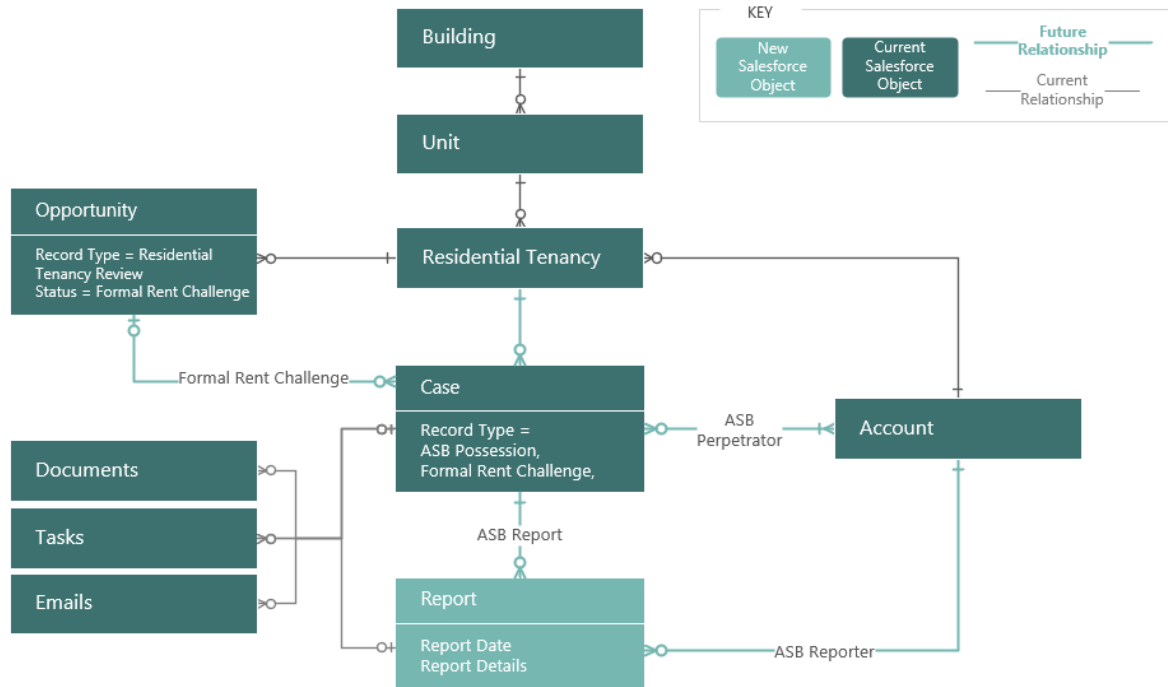 Building
KEY
New
Salesforce
Object
Current
Salesforce
Object
Future
Relationship
Current
Relationship
Unit
Opportunity
Record Type = Residential
Tenancy Review
Status = Formal Rent Challenge
Residential Tenancy
Formal Rent Challenge
Case
Record Type =
ASB Possession,
Formal Rent Challenge,
ASB
Perpetrator
Account
Documents
Tasks
Emails
ASB Report
Report
Report Date
Report Details
ASB Reporter